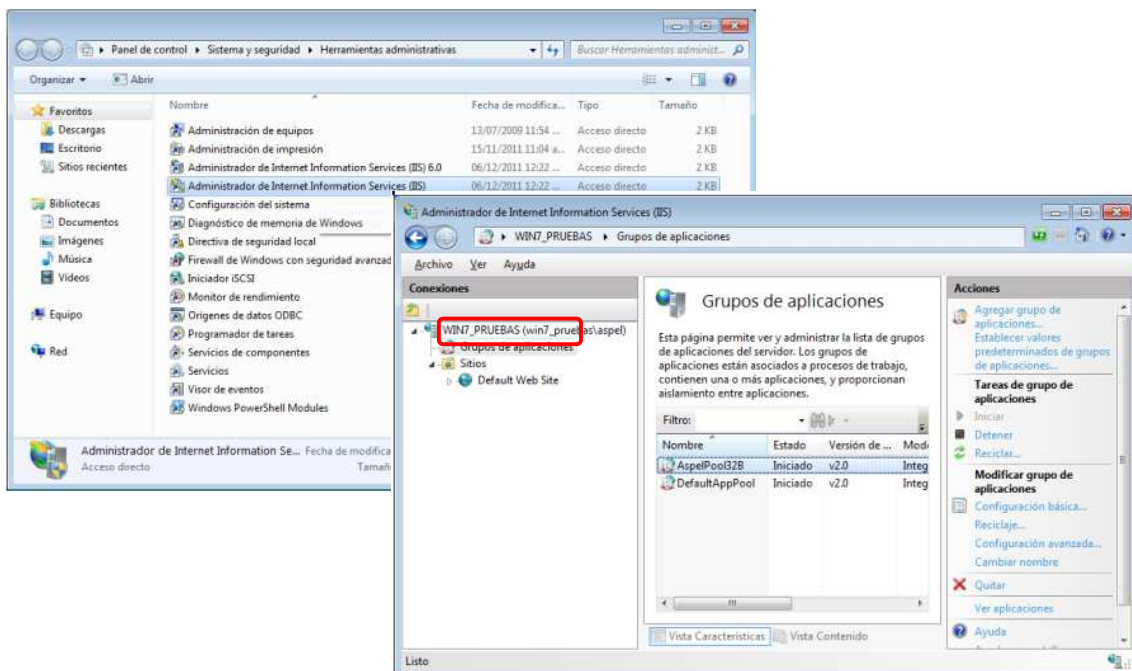 Panel de control ▸ Sistema y seguridad ▸ Herramientas administrativas
Buscar Herramientas administ...
Organizar
Abrir
Favoritos
Descargas
Escritorio
Sitios recientes
Bibliotecas
Documentos
Imágenes
Música
Vídeos
Equipo
Red
Nombre Fecha de modifica... Tipo Tamaño
Administración de equipos 13/07/2009 11:54 ... Acceso directo 2 KB
Administración de impresión 15/11/2011 11:04 a... Acceso directo 2 KB
Administrador de Internet Information Services (IIS) 6.0 06/12/2011 12:22 ... Acceso directo 2 KB
Administrador de Internet Information Services (IIS) 06/12/2011 12:22 ... Acceso directo 2 KB
Configuración del sistema
Diagnóstico de memoria de Windows
Directiva de seguridad local
Firewall de Windows con seguridad avanzad
Iniciador iSCSI
Monitor de rendimiento
Orígenes de datos ODBC
Programador de tareas
Servicios de componentes
Servicios
Visor de eventos
Windows PowerShell Modules
Administrador de Internet Information Se... Fecha de modifica
Acceso directo Tamañ
Administrador de Internet Information Services (IIS)
WIN7_PRUEBAS ▸ Grupos de aplicaciones
Archivo Ver Ayuda
Conexiones
WIN7_PRUEBAS (win7_pruebas\aspel)
Grupos de aplicaciones
Sitios
Default Web Site
Grupos de aplicaciones
Esta página permite ver y administrar la lista de grupos
de aplicaciones del servidor. Los grupos de
aplicaciones están asociados a procesos de trabajo,
contienen una o más aplicaciones, y proporcionan
aislamiento entre aplicaciones.
Filtro: Ir
Nombre Estado Versión de ... Mod
AspelPool32B Iniciado v2.0 Integ
DefaultAppPool Iniciado v2.0 Integ
Vista Características Vista Contenido
Acciones
Agregar grupo de
aplicaciones...
Establecer valores
predeterminados de grupos
de aplicaciones...
Tareas de grupo de
aplicaciones
Iniciar
Detener
Reciclar...
Modificar grupo de
aplicaciones
Configuración básica...
Reciclaje...
Configuración avanzada...
Cambiar nombre
Quitar
Ver aplicaciones
Ayuda
Listo